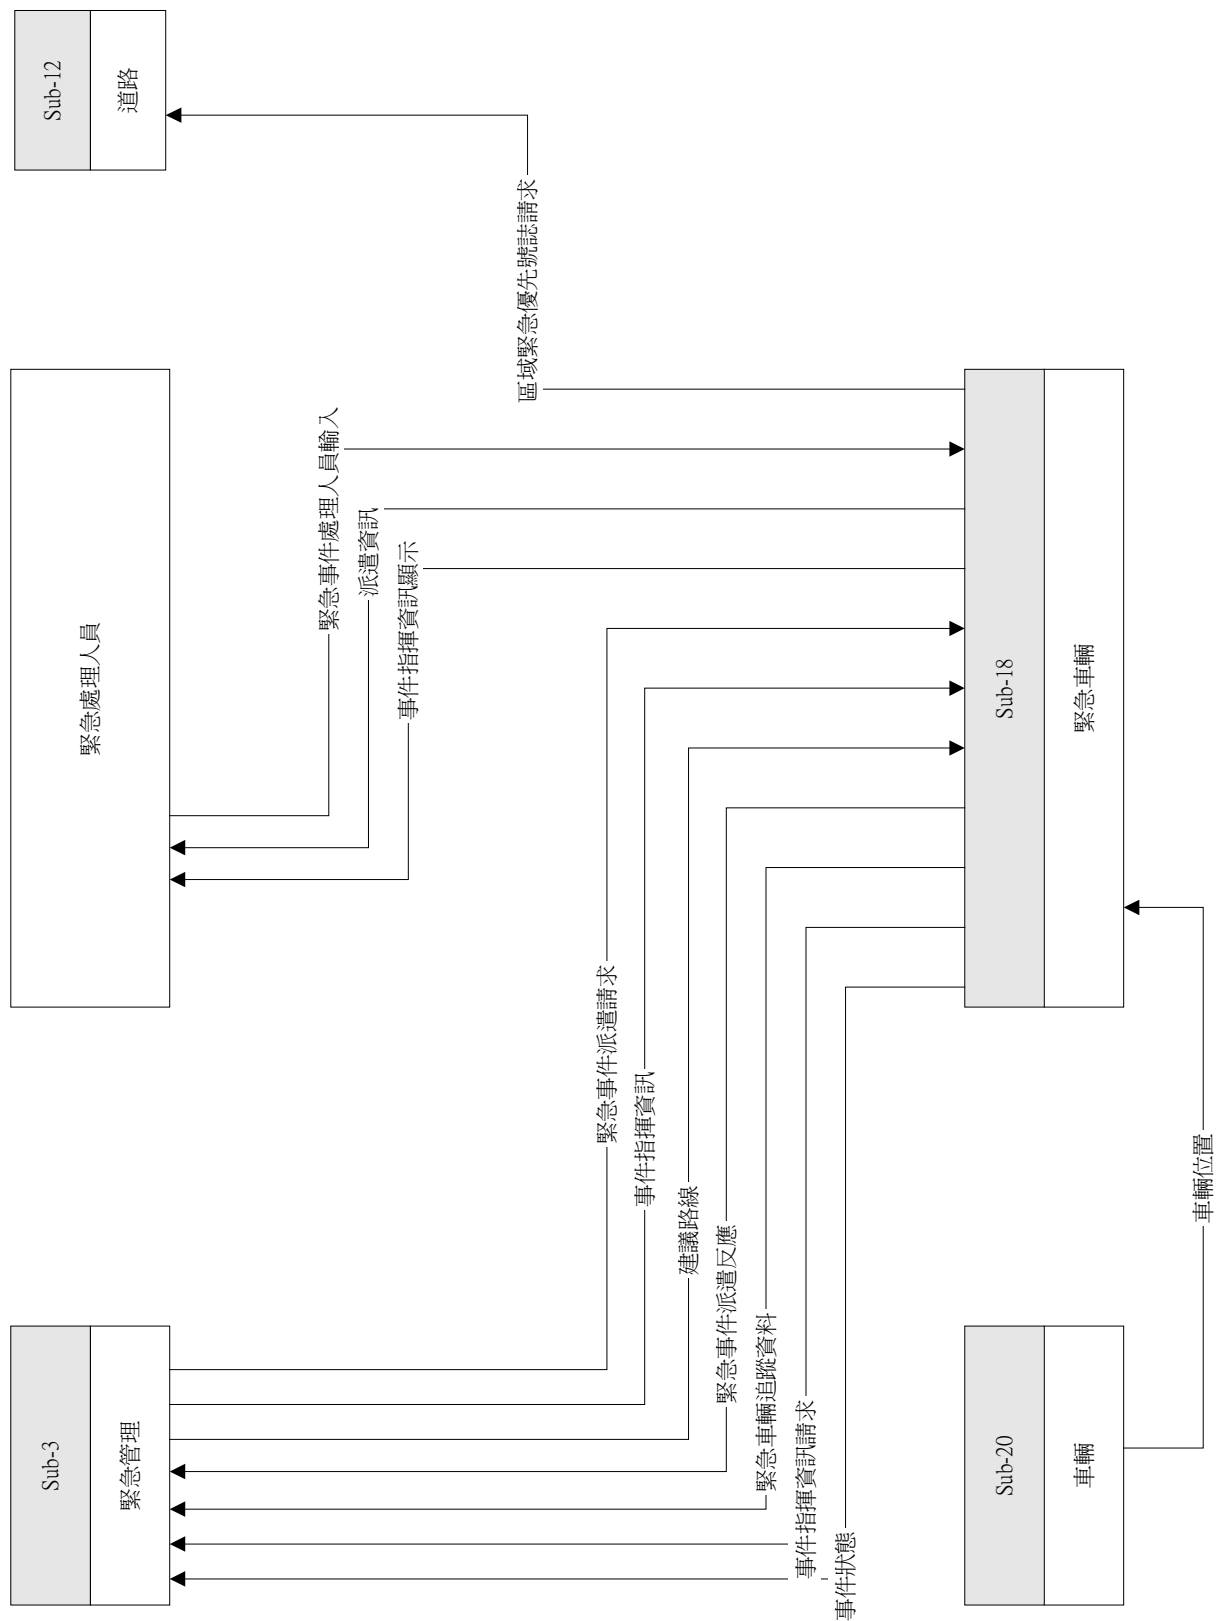 Sub-3
緊急管理
緊急處理人員
Sub-12
道路
緊急事件處理人員輸入
派遣資訊
事件指揮資訊顯示
區域緊急優先號誌請求
緊急事件派遣請求
事件指揮資訊
建議路線
緊急事件派遣反應
緊急車輛追蹤資料
事件指揮資訊請求
事件狀態
Sub-20
車輛
Sub-18
緊急車輛
車輛位置